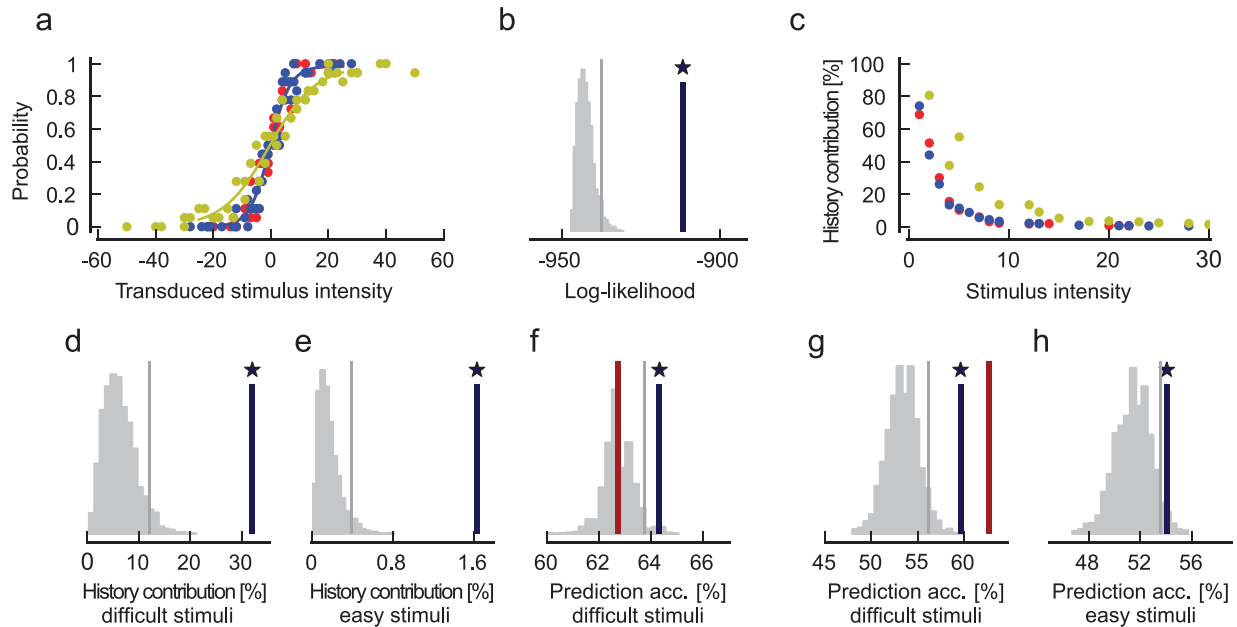 a
b
c
Probability
1
0.8
0.6
0.4
0.2
0
-60 -40 -20 0 20 40 60
Transduced stimulus intensity
-950 -900
Log-likelihood
History contribution [%]
100
80
60
40
20
0
0 10 20 30
Stimulus intensity
d
e
f
g
h
0 10 20 30
History contribution [%]
difficult stimuli
0 0.8 1.6
History contribution [%]
easy stimuli
60 62 64 66
Prediction acc. [%]
difficult stimuli
45 50 55 60
Prediction acc. [%]
difficult stimuli
48 52 56
Prediction acc. [%]
easy stimuli